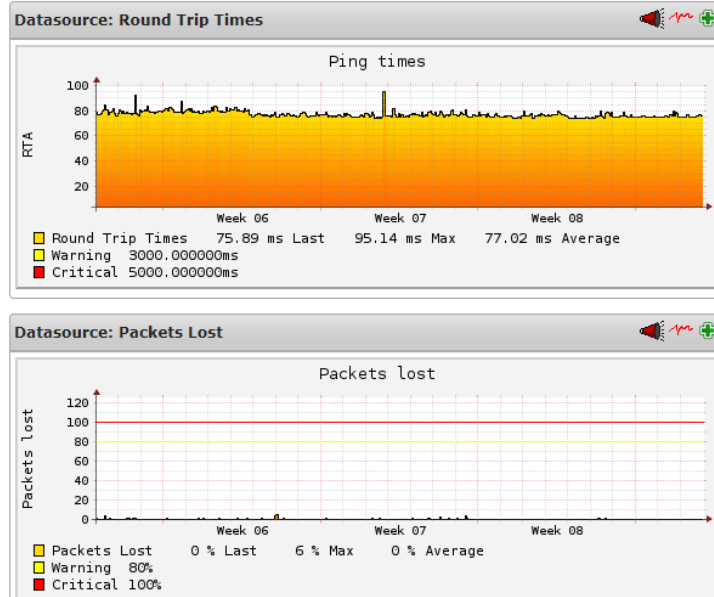 Datasource: Round Trip Times
Ping times
100
80
60
40
20
RTA
Week 06 Week 07 Week 08
Round Trip Times 75.89 ms Last 95.14 ms Max 77.02 ms Average
Warning 3000.000000ms
Critical 5000.000000ms
Datasource: Packets Lost
Packets lost
120
100
80
60
40
20
0
Packets lost
Week 06 Week 07 Week 08
Packets Lost 0 % Last 6 % Max 0 % Average
Warning 80%
Critical 100%